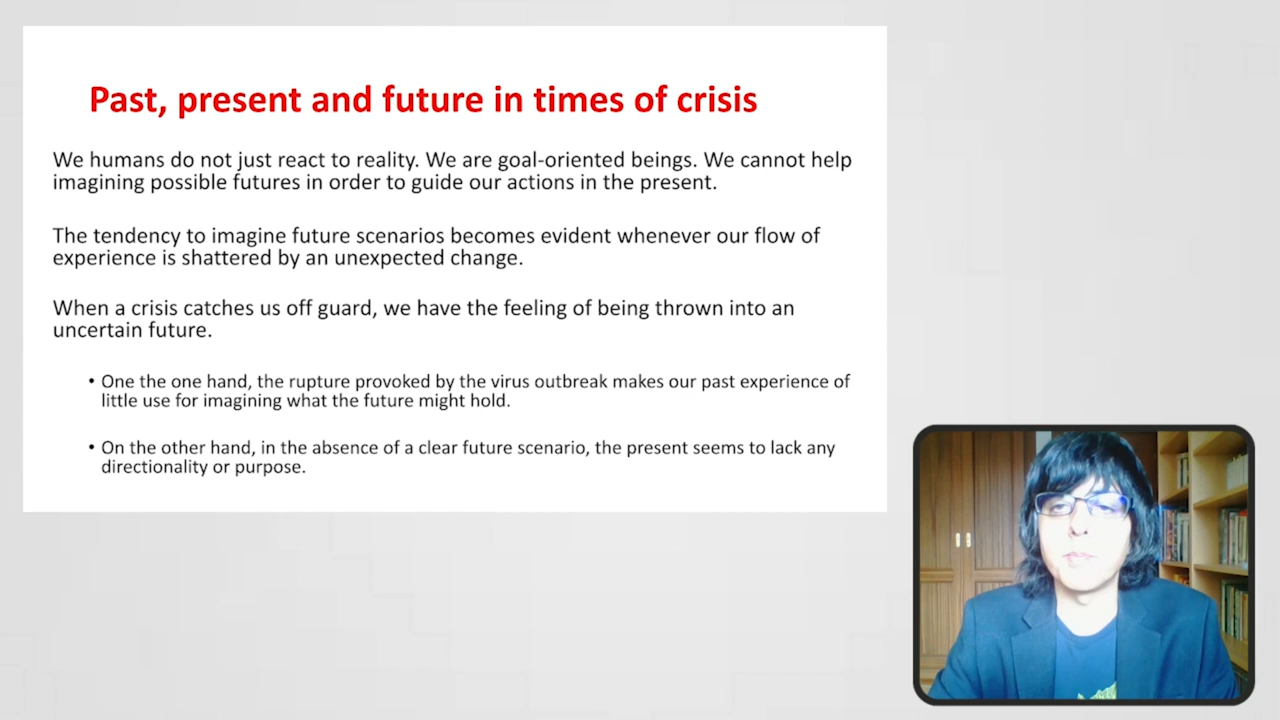 Past, present and future in times of crisis
We humans do not just react to reality. We are goal-oriented beings. We cannot help
imagining possible futures in order to guide our actions in the present.
The tendency to imagine future scenarios becomes evident whenever our flow of
experience is shattered by an unexpected change.
When a crisis catches us off guard, we have the feeling of being thrown into an
uncertain future.
• One the one hand, the rupture provoked by the virus outbreak makes our past experience of
little use for imagining what the future might hold.
• On the other hand, in the absence of a clear future scenario, the present seems to lack any
directionality or purpose.